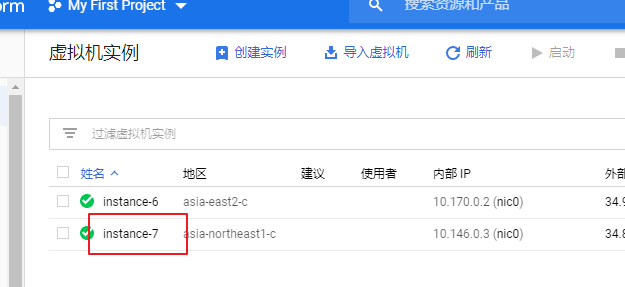 orm My First Project 搜索资源和产品
虚拟机实例 创建实例 导入虚拟机 刷新 启动
过滤虚拟机实例
姓名 地区 建议 使用者 内部 IP 外部
instance-6 asia-east2-c 10.170.0.2 (nic0) 34.9
instance-7 asia-northeast1-c 10.146.0.3 (nic0) 34.8